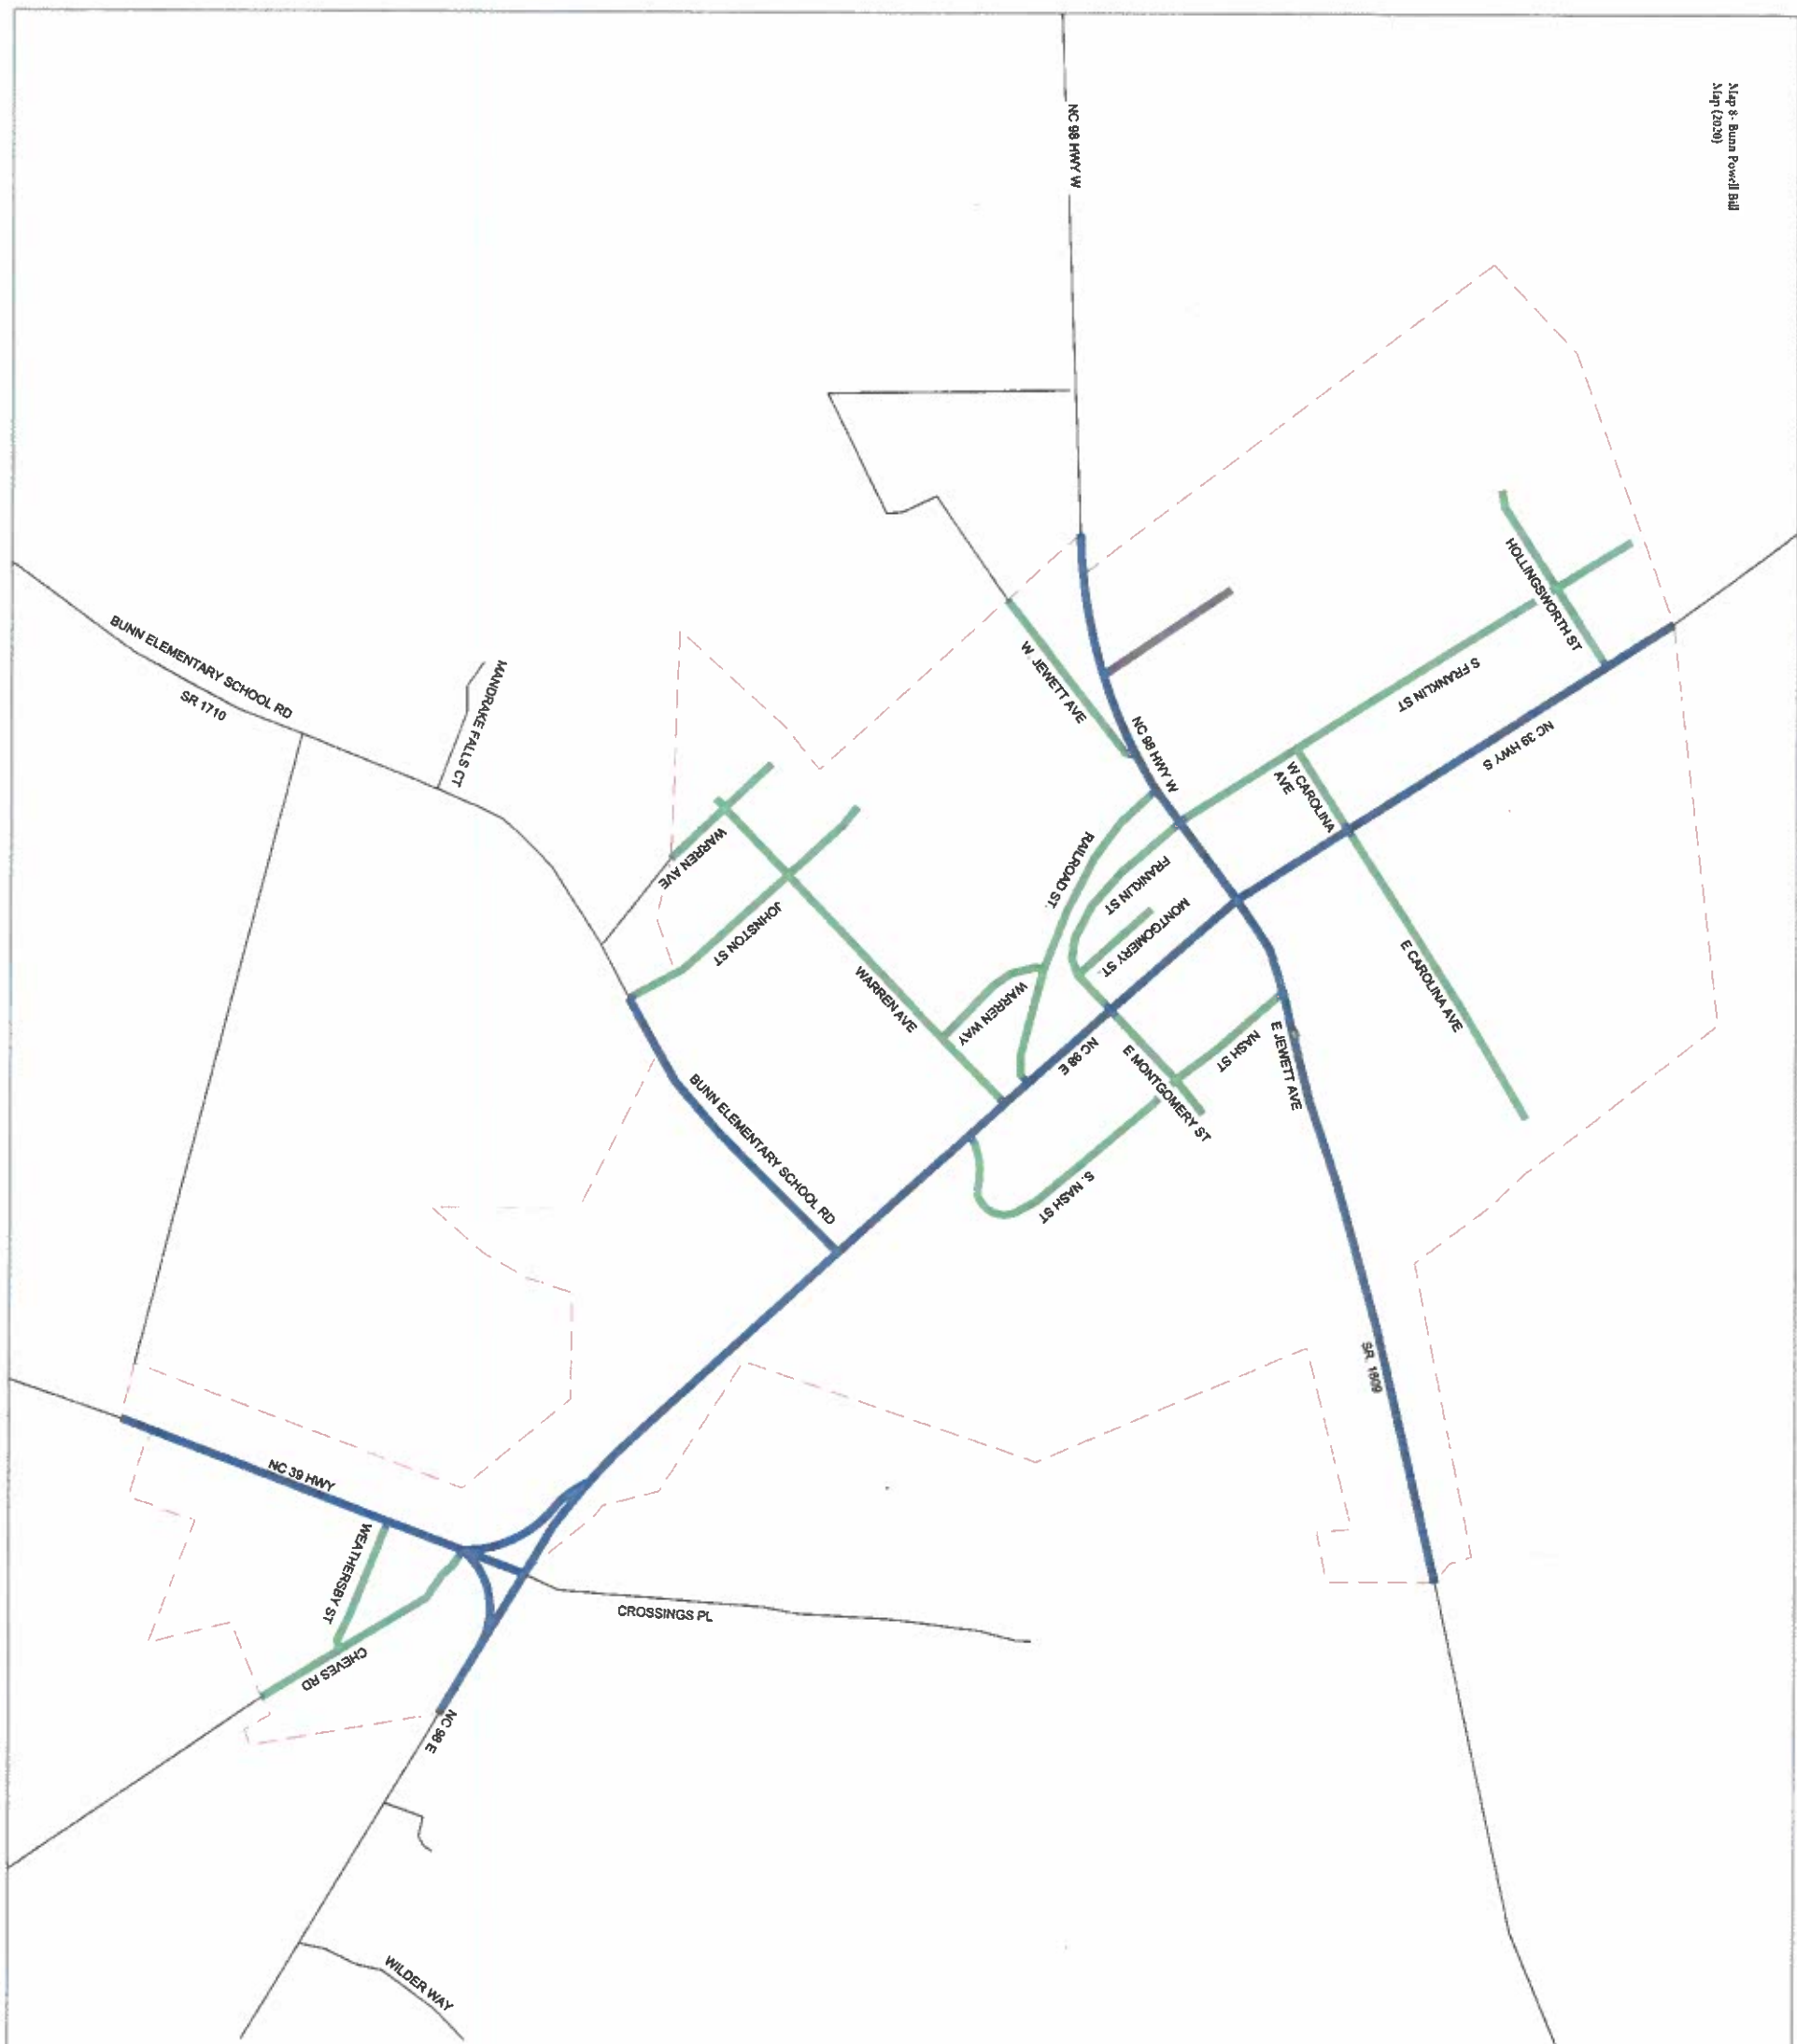 Map 8- Bunn Powell Bill
Map (2020)
NC 98 HWY W
HOLLINGSWORTH ST
S FRANKLIN ST
NC 39 HWY S
W CAROLINA
AVE
E CAROLINA AVE
W. JEWETT AVE
NC 98 HWY W
BUNN ELEMENTARY SCHOOL RD
SR 1710
MANDRAKE FALLS CT
WARREN AVE
JOHNSTON ST
WARREN AVE
RAILROAD ST.
FRANKLIN ST
MONTGOMERY ST.
WARREN WAY
NC 98 E
E MONTGOMERY ST
NASH ST
E JEWETT AVE
S. NASH ST
BUNN ELEMENTARY SCHOOL RD
SR. 1609
NC 39 HWY
WEATHERSBY ST
CHEVES RD
CROSSINGS PL
NC 98 E
WILDER WAY